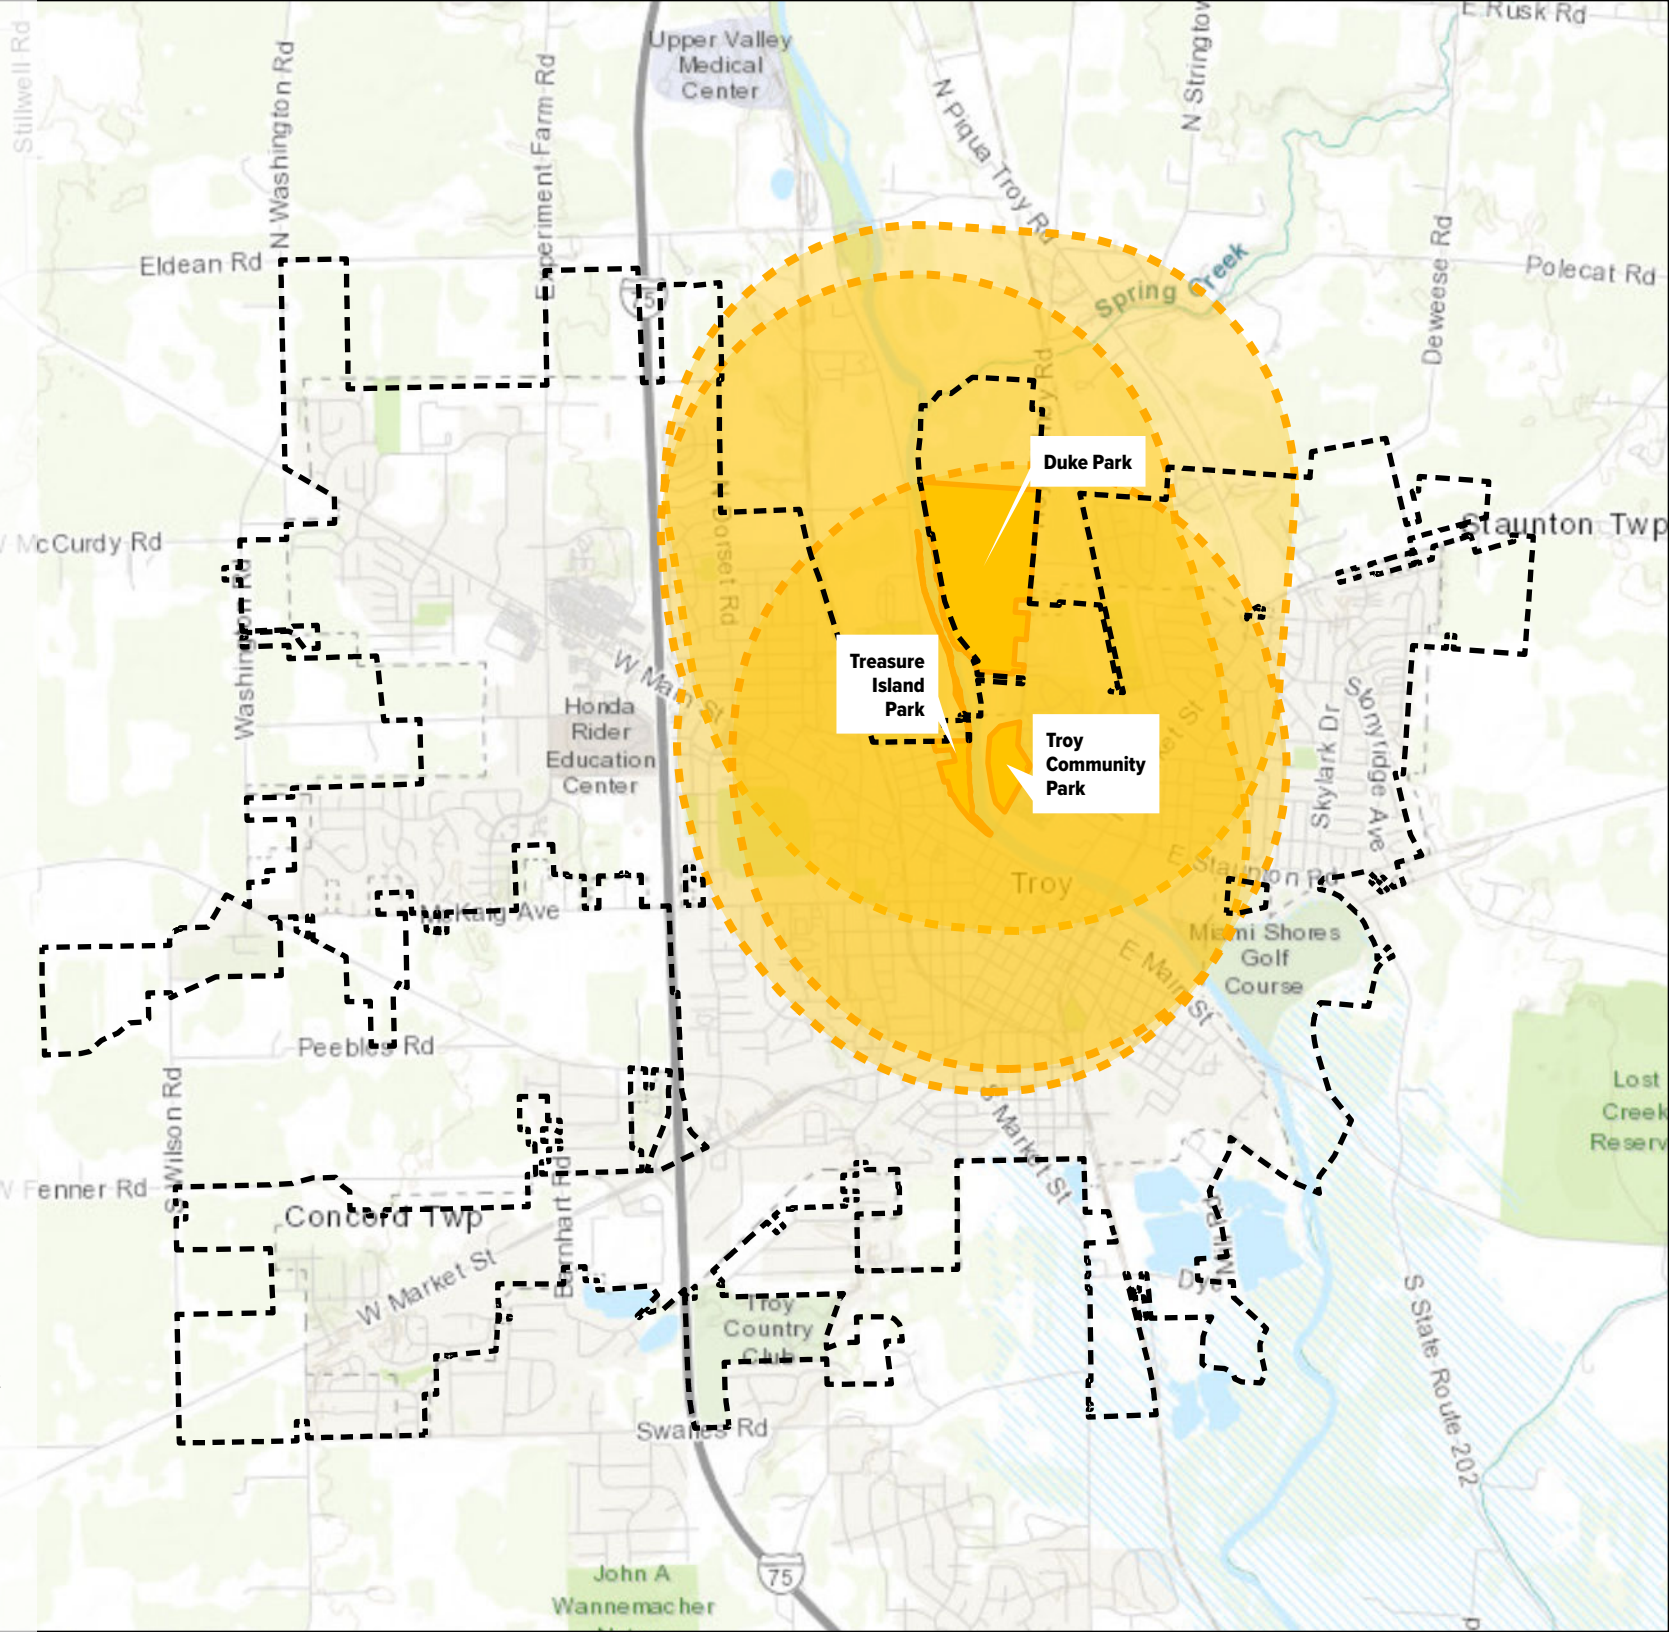 E Rusk Rd
Stillwell Rd
N Washington Rd
Experiment Farm Rd
Upper Valley
Medical
Center
N Piqua Troy Rd
Eldean Rd
75
Spring Creek
Deweese Rd
Polecat Rd
Duke Park
Staunton Twp
McCurdy Rd
Washington Rd
N Dorset Rd
W Main St
Treasure
Island
Park
Honda
Rider
Education
Center
Troy
Community
Park
Skylark Dr
Stonyridge Ave
E Staunton Rd
Troy
McKaig Ave
Miami Shores
Golf
Course
E Main St
Peebles Rd
S Wilson Rd
Lost
Creek
Reserv
S Market St
W Fenner Rd
Concord Twp
Barnhart Rd
W Market St
Dye Mill Rd
Troy
Country
Club
S State Route 202
Swailes Rd
75
John A
Wannemacher